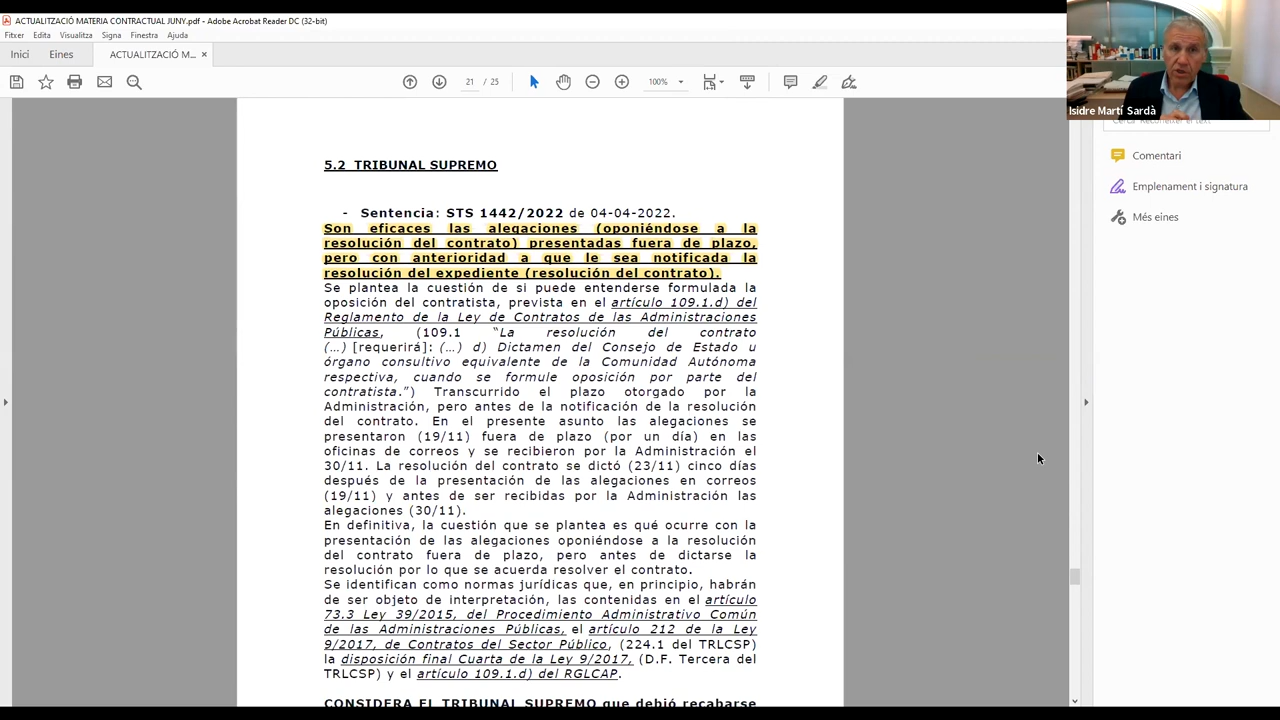 ACTUALITZACIÓ MATERIA CONTRACTUAL JUNY.pdf - Adobe Acrobat Reader DC (32-bit)
Fitxer Edita Visualitza Signa Finestra Ajuda
Inici Eines ACTUALITZACIÓ M... ×
21 / 25 100%
Isidre Martí Sardà
Comentari
Emplenament i signatura
Més eines
5.2 TRIBUNAL SUPREMO
- Sentencia: STS 1442/2022 de 04-04-2022.
Son eficaces las alegaciones (oponiéndose a la
resolución del contrato) presentadas fuera de plazo,
pero con anterioridad a que le sea notificada la
resolución del expediente (resolución del contrato).
Se plantea la cuestión de si puede entenderse formulada la
oposición del contratista, prevista en el artículo 109.1.d) del
Reglamento de la Ley de Contratos de las Administraciones
Públicas, (109.1 “La resolución del contrato
(…) [requerirá]: (…) d) Dictamen del Consejo de Estado u
órgano consultivo equivalente de la Comunidad Autónoma
respectiva, cuando se formule oposición por parte del
contratista.”) Transcurrido el plazo otorgado por la
Administración, pero antes de la notificación de la resolución
del contrato. En el presente asunto las alegaciones se
presentaron (19/11) fuera de plazo (por un día) en las
oficinas de correos y se recibieron por la Administración el
30/11. La resolución del contrato se dictó (23/11) cinco días
después de la presentación de las alegaciones en correos
(19/11) y antes de ser recibidas por la Administración las
alegaciones (30/11).
En definitiva, la cuestión que se plantea es qué ocurre con la
presentación de las alegaciones oponiéndose a la resolución
del contrato fuera de plazo, pero antes de dictarse la
resolución por lo que se acuerda resolver el contrato.
Se identifican como normas jurídicas que, en principio, habrán
de ser objeto de interpretación, las contenidas en el artículo
73.3 Ley 39/2015, del Procedimiento Administrativo Común
de las Administraciones Públicas, el artículo 212 de la Ley
9/2017, de Contratos del Sector Público, (224.1 del TRLCSP)
la disposición final Cuarta de la Ley 9/2017, (D.F. Tercera del
TRLCSP) y el artículo 109.1.d) del RGLCAP.
CONSIDERA EL TRIBUNAL SUPREMO que debió recabarse